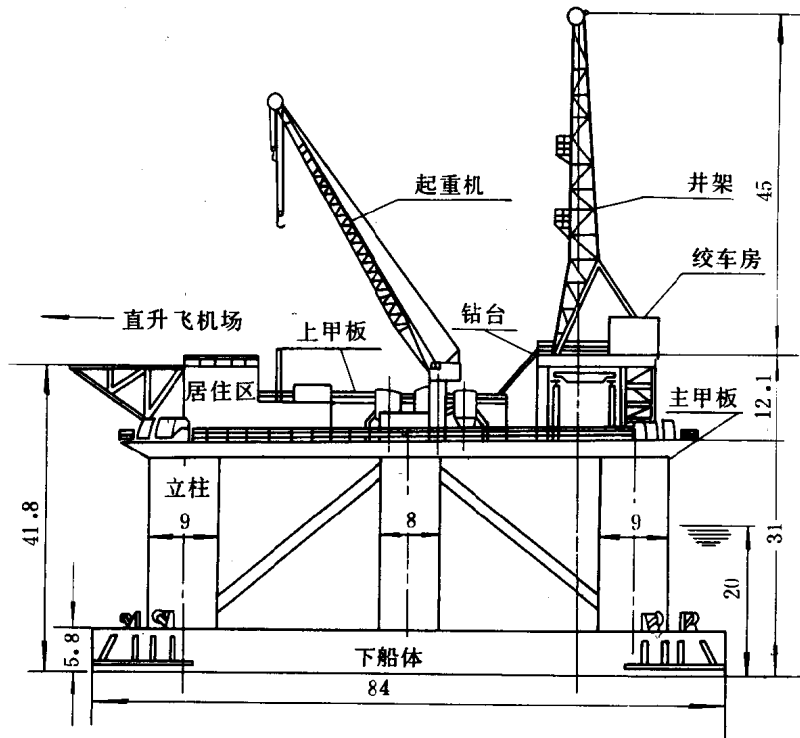 起重机
井架
45
绞车房
直升飞机场
上甲板
钻台
居住区
主甲板
12.1
立柱
41.8
9
8
9
31
20
5.8
下船体
84